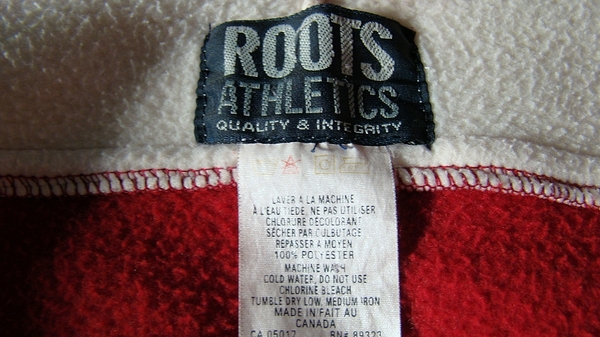 ROOTS
ATHLETICS
QUALITY & INTEGRITY
LAVER À LA MACHINE
À L'EAU TIEDE, NE PAS UTILISER
CHLORURE DÉCOLORANT
SÉCHER PAR CULBUTAGE
REPASSER A MOYEN
100% POLYESTER
MACHINE WASH
COLD WATER, DO NOT USE
CHLORINE BLEACH
TUMBLE DRY LOW, MEDIUM IRON
MADE IN FAIT AU
CANADA
CA 05017 RN# 89323